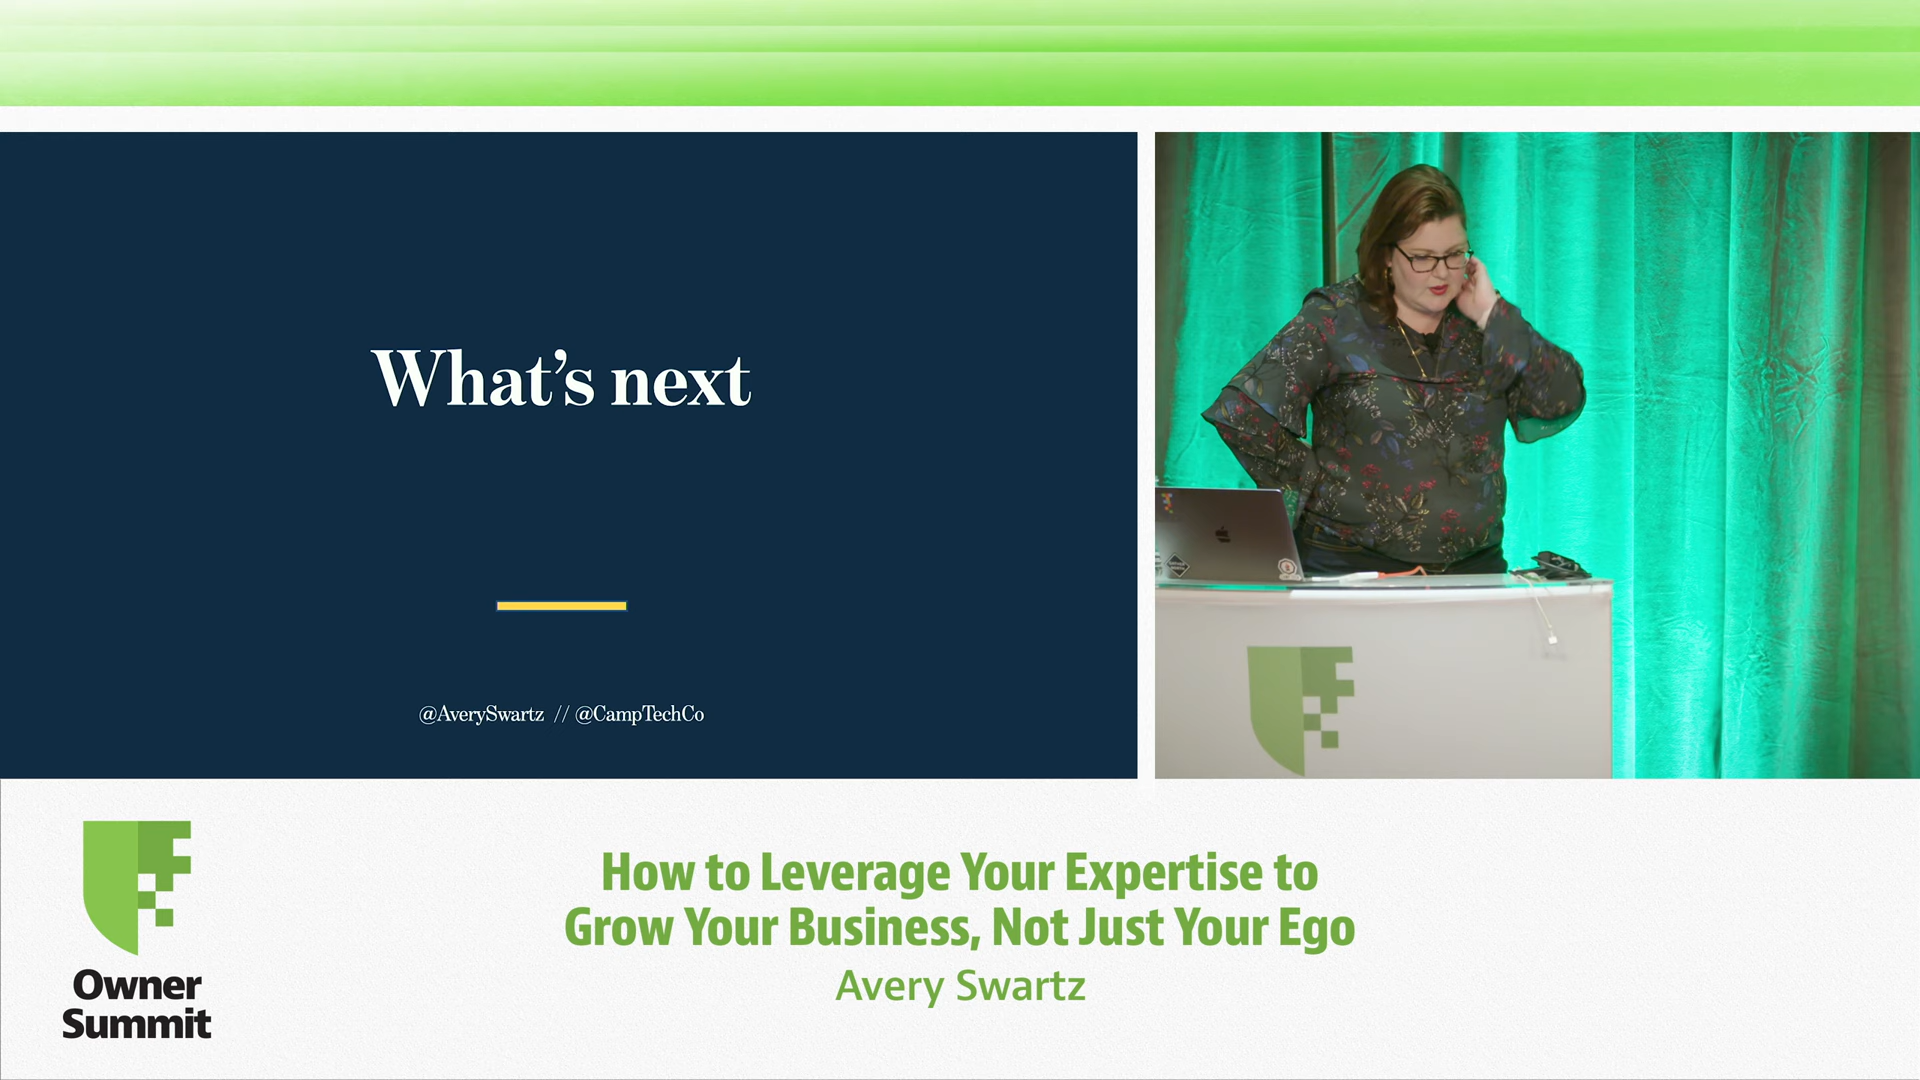 What's next
@AverySwartz // @CampTechCo
Owner
Summit
How to Leverage Your Expertise to
Grow Your Business, Not Just Your Ego
Avery Swartz